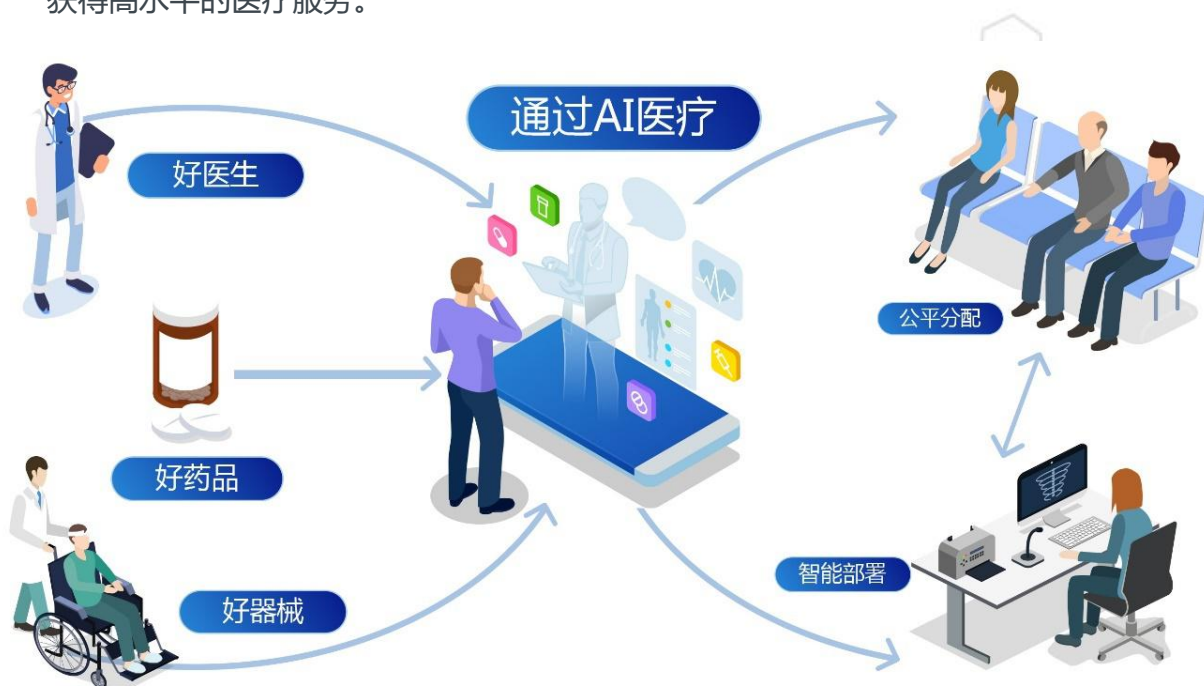 获得高水平的医疗服务。
通过AI医疗
好医生
公平分配
好药品
智能部署
好器械